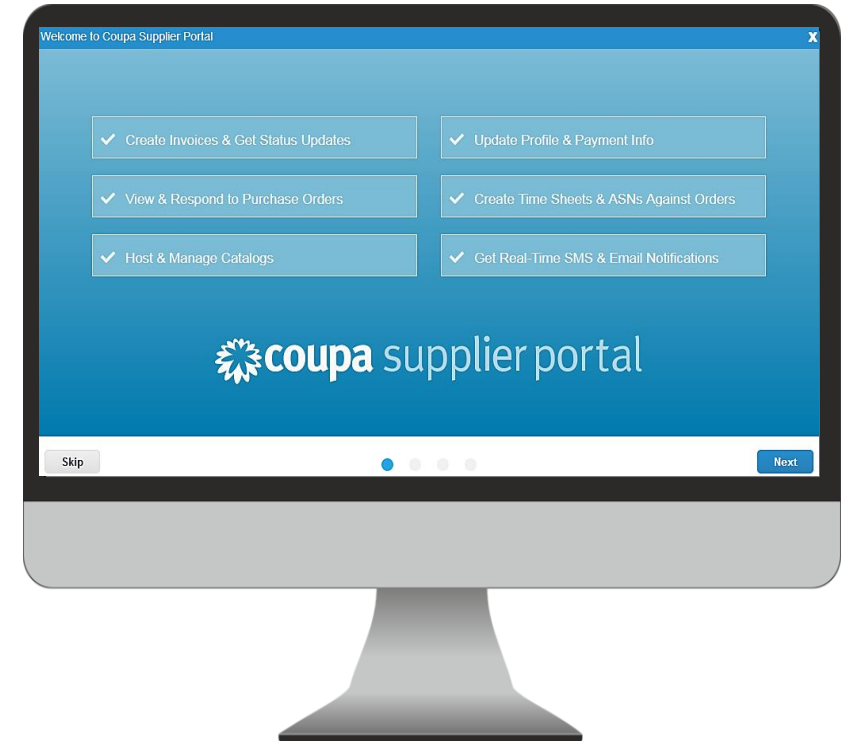 Welcome to Coupa Supplier Portal
X
Create Invoices & Get Status Updates
Update Profile & Payment Info
View & Respond to Purchase Orders
Create Time Sheets & ASNs Against Orders
Host & Manage Catalogs
Get Real-Time SMS & Email Notifications
coupa supplier portal
Skip
Next